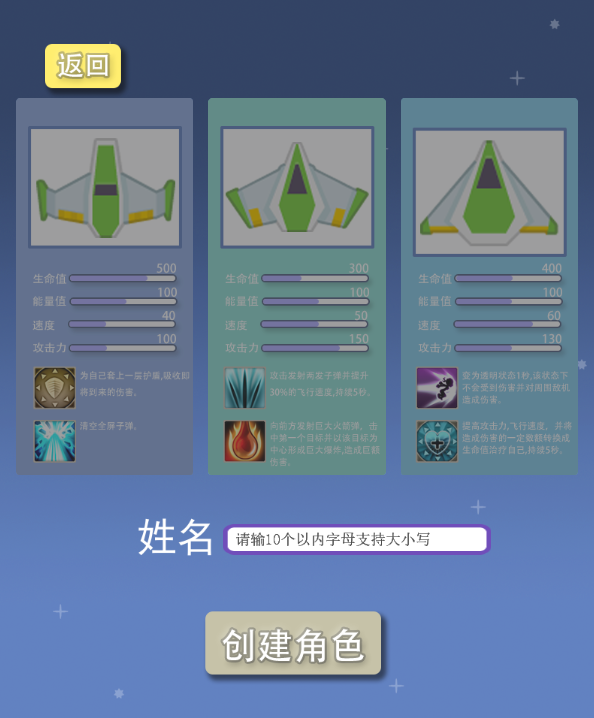 返回
500
生命值
100
能量值
40
速度
100
攻击力
为自己套上一层护盾,吸收即
将到来的伤害。
清空全屏子弹。
300
生命值
100
能量值
50
速度
150
攻击力
攻击发射两发子弹并提升
30%的飞行速度,持续5秒。
向前方发射巨大火箭弹，击
中第一个目标并以该目标为
中心形成巨大爆炸,造成巨额
伤害。
400
生命值
100
能量值
60
速度
130
攻击力
变为透明状态1秒,该状态下
不会受到伤害并对周围敌机
造成伤害。
提高攻击力,飞行速度。并将
造成伤害的一定数额转换成
生命值治疗自己,持续5秒。
姓名
请输10个以内字母支持大小写
创建角色